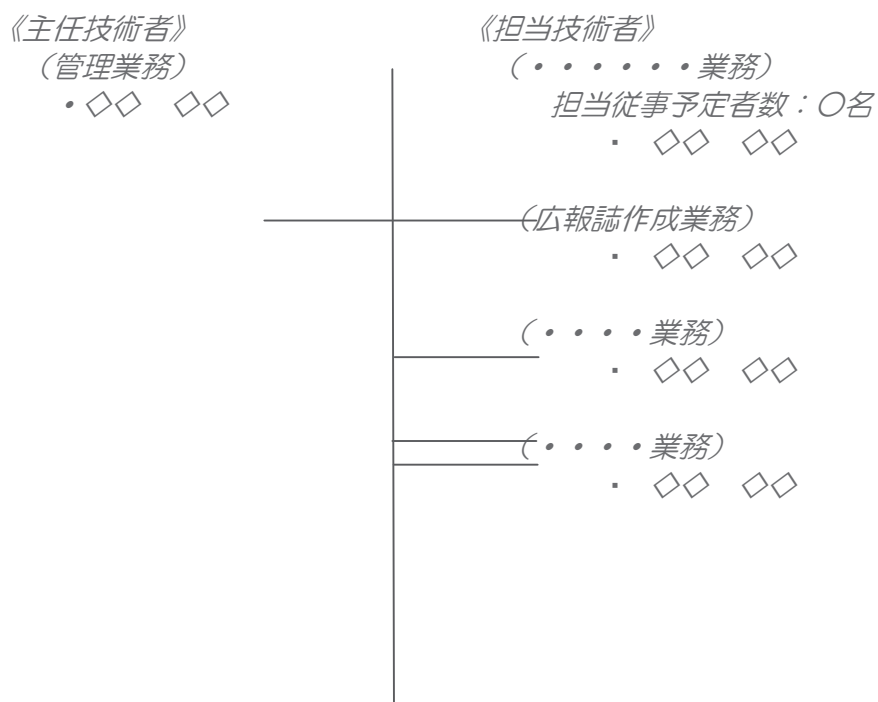 《主任技術者》
（管理業務）
・◇◇　◇◇
《担当技術者》
（・・・・・・業務）
担当従事予定者数：〇名
・　◇◇　◇◇
（広報誌作成業務）
・　◇◇　◇◇
（・・・・業務）
・　◇◇　◇◇
（・・・・業務）
・　◇◇　◇◇